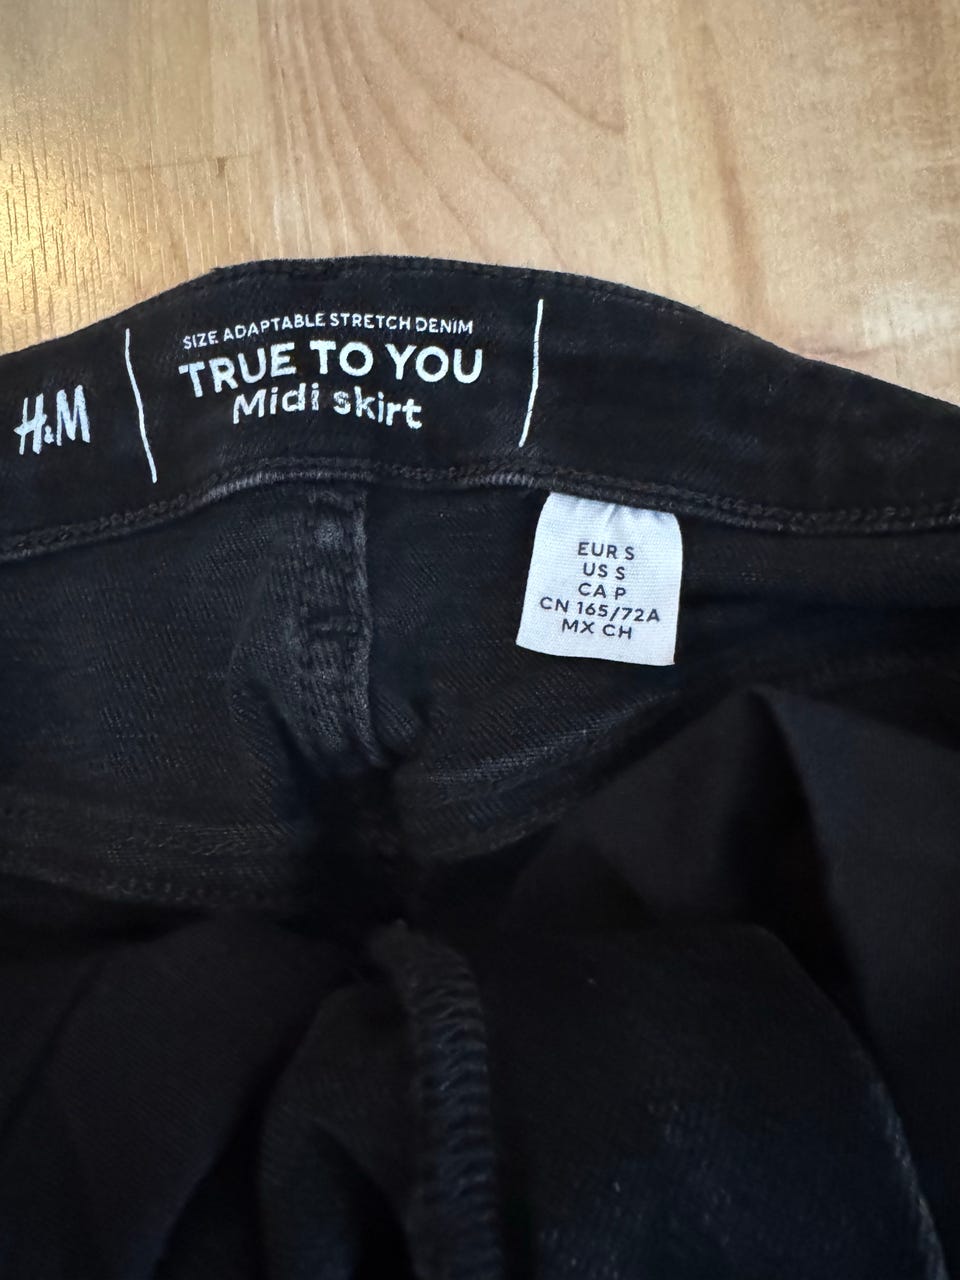 H&M
SIZE ADAPTABLE STRETCH DENIM
TRUE TO YOU
Midi skirt
EUR S
US S
CA P
CN 165/72A
MX CH